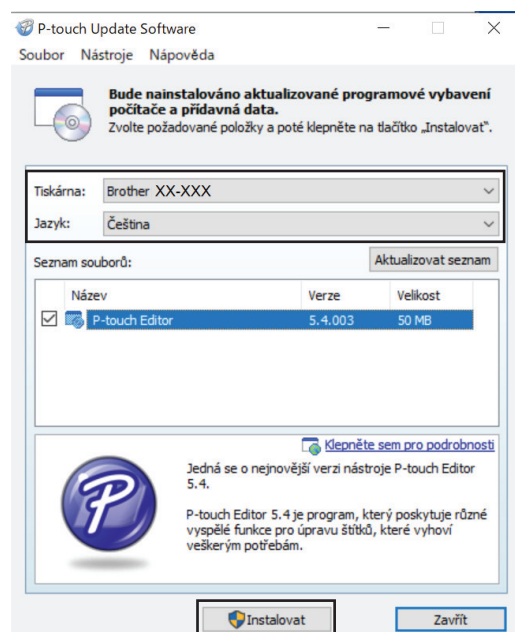 P-touch Update Software
Soubor Nástroje Nápověda
Bude nainstalováno aktualizované programové vybavení
počítače a přídavná data.
Zvolte požadované položky a poté klepněte na tlačítko „Instalovat“.
Tiskárna: Brother XX-XXX
Jazyk: Čeština
Seznam souborů: Aktualizovat seznam
Název Verze Velikost
P-touch Editor 5.4.003 50 MB
Klepněte sem pro podrobnosti
Jedná se o nejnovější verzi nástroje P-touch Editor
5.4.
P-touch Editor 5.4 je program, který poskytuje různé
vyspělé funkce pro úpravu štítků, které vyhoví
veškerým potřebám.
Instalovat Zavřít